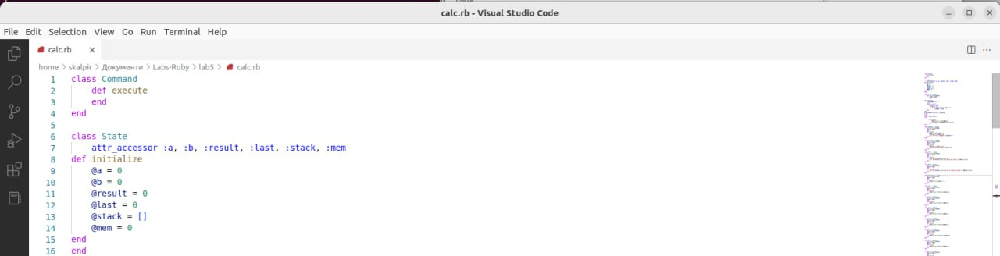 calc.rb - Visual Studio Code
File Edit Selection View Go Run Terminal Help
calc.rb
home > skalpir > Документи > Labs-Ruby > lab5 > calc.rb
1 class Command
2     def execute
3     end
4 end
5
6 class State
7     attr_accessor :a, :b, :result, :last, :stack, :mem
8 def initialize
9     @a = 0
10     @b = 0
11     @result = 0
12     @last = 0
13     @stack = []
14     @mem = 0
15 end
16 end